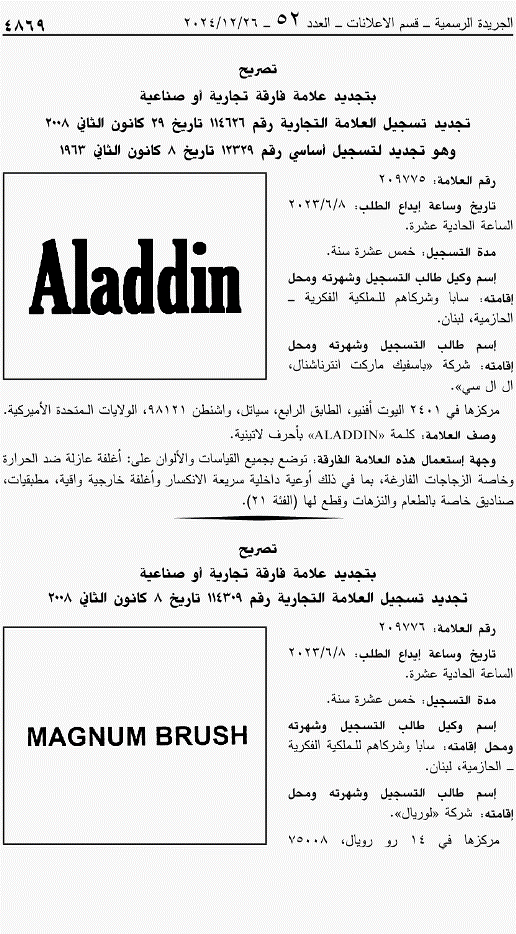 الجريدة الرسمية ــ قسم الاعلانات ــ العدد ٥٢ ــ ٢٠٢٤/١٢/٢٦
٤٨٦٩
تصريح
بتجديد علامة فارقة تجارية أو صناعية
تجديد تسجيل العلامة التجارية رقم ١١٤٦٢٦ تاريخ ٢٩ كانون الثاني ٢٠٠٨
وهو تجديد لتسجيل أساسي رقم ١٢٣٢٩ تاريخ ٨ كانون الثاني ١٩٦٣
رقم العلامة: ٢٠٩٧٧٥
تاريخ وساعة إيداع الطلب: ٢٠٢٣/٦/٨
الساعة الحادية عشرة.
مدة التسجيل: خمس عشرة سنة.
إسم وكيل طالب التسجيل وشهرته ومحل
إقامته: سابا وشركاهم للملكية الفكرية ــ
الحازمية، لبنان.
إسم طالب التسجيل وشهرته ومحل
إقامته: شركة «باسفيك ماركت انترناشنال،
ال ال سي».
Aladdin
مركزها في ٢٤٠١ اليوت أفنيو، الطابق الرابع، سياتل، واشنطن ٩٨١٢١، الولايات المتحدة الأميركية.
وصف العلامة: كلمة «ALADDIN» بأحرف لاتينية.
وجهة إستعمال هذه العلامة الفارقة: توضع بجميع القياسات والألوان على: أغلفة عازلة ضد الحرارة
وخاصة الزجاجات الفارغة، بما في ذلك أوعية داخلية سريعة الانكسار وأغلفة خارجية واقية، مطبقيات،
صناديق خاصة بالطعام والنزهات وقطع لها (الفئة ٢١).
تصريح
بتجديد علامة فارقة تجارية أو صناعية
تجديد تسجيل العلامة التجارية رقم ١١٤٣٠٩ تاريخ ٨ كانون الثاني ٢٠٠٨
رقم العلامة: ٢٠٩٧٧٦
تاريخ وساعة إيداع الطلب: ٢٠٢٣/٦/٨
الساعة الحادية عشرة.
مدة التسجيل: خمس عشرة سنة.
إسم وكيل طالب التسجيل وشهرته
ومحل إقامته: سابا وشركاهم للملكية الفكرية
ــ الحازمية، لبنان.
إسم طالب التسجيل وشهرته ومحل
إقامته: شركة «لوريال».
مركزها في ١٤ رو رويال، ٧٥٠٠٨
MAGNUM BRUSH